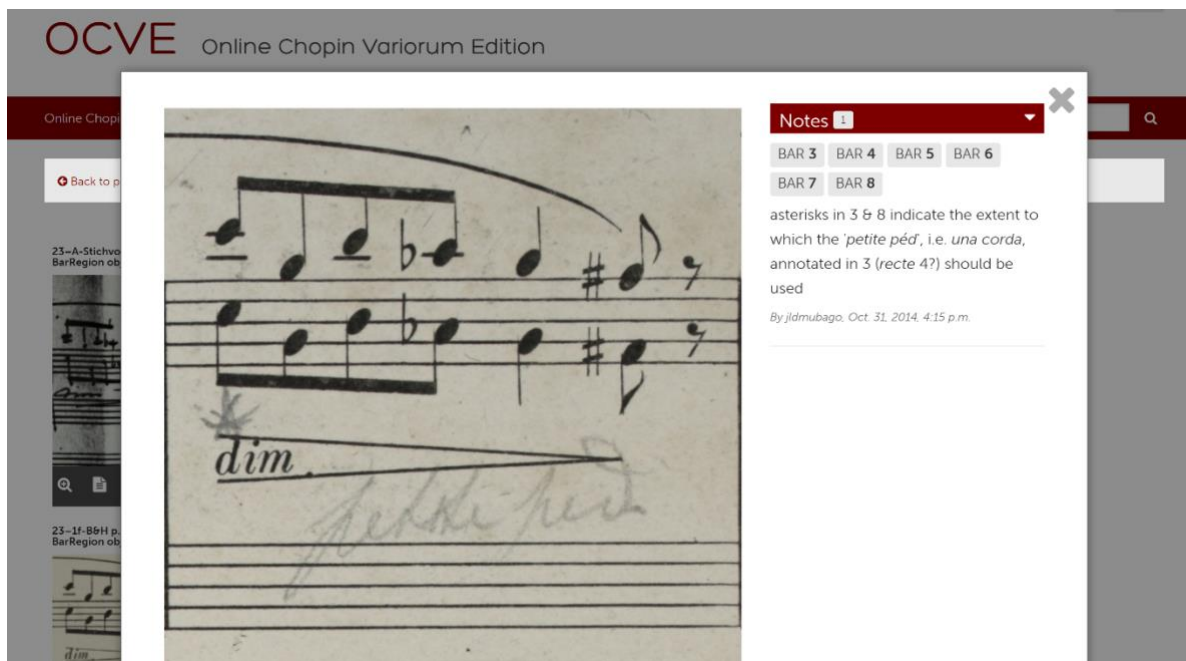 OCVE Online Chopin Variorum Edition
Online Chopi
Back to p
23–A-Stichvo
BarRegion ob
23–1f-B&H p.
BarRegion ob
dim
dim.
petite ped
Notes 1
BAR 3 BAR 4 BAR 5 BAR 6
BAR 7 BAR 8
asterisks in 3 & 8 indicate the extent to
which the 'petite péd', i.e. una corda,
annotated in 3 (recte 4?) should be
used
By jldmubago, Oct. 31, 2014, 4:15 p.m.